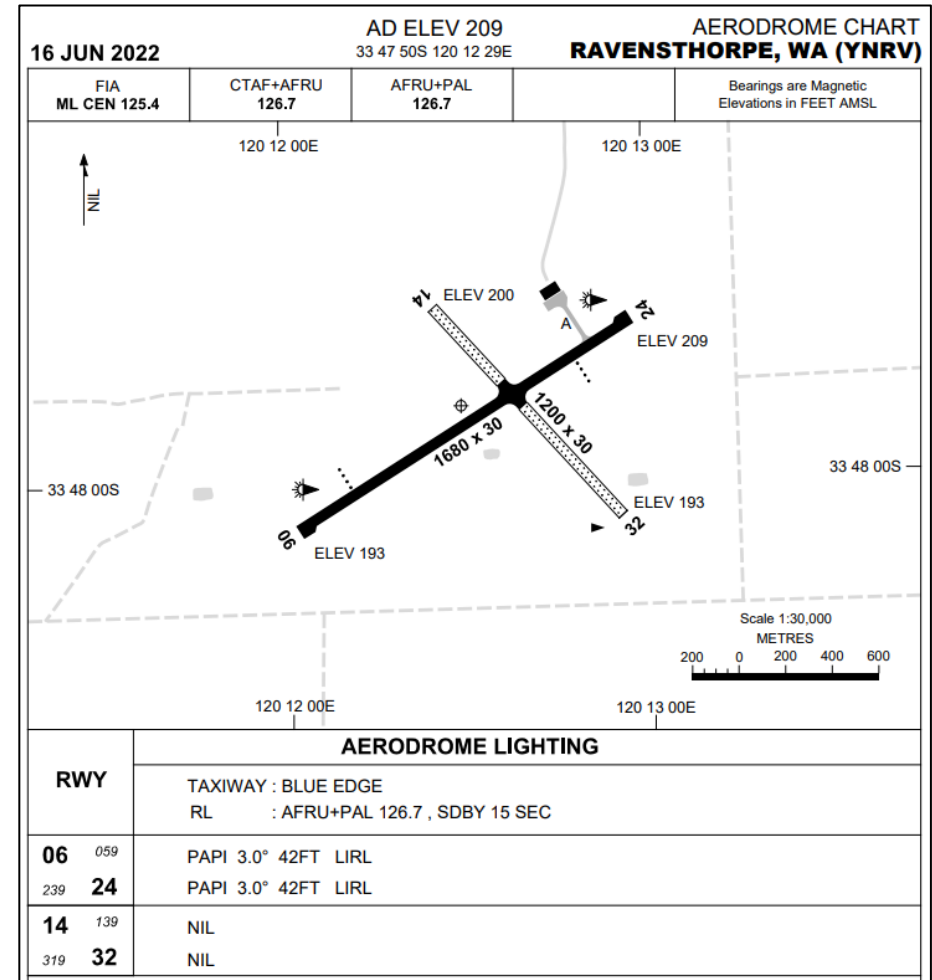 AD ELEV 209
AERODROME CHART
16 JUN 2022
33 47 50S 120 12 29E
RAVENSTHORPE, WA (YNRV)
FIA
ML CEN 125.4
CTAF+AFRU
126.7
AFRU+PAL
126.7
Bearings are Magnetic
Elevations in FEET AMSL
120 12 00E
120 13 00E
NIL
14
ELEV 200
24
A
ELEV 209
1200 x 30
1680 x 30
33 48 00S
33 48 00S
ELEV 193
32
06
ELEV 193
Scale 1:30,000
METRES
200 0 200 400 600
120 12 00E
120 13 00E
RWY
AERODROME LIGHTING
TAXIWAY : BLUE EDGE
RL : AFRU+PAL 126.7 , SDBY 15 SEC
06 059 PAPI 3.0° 42FT LIRL
239 24 PAPI 3.0° 42FT LIRL
14 139 NIL
319 32 NIL